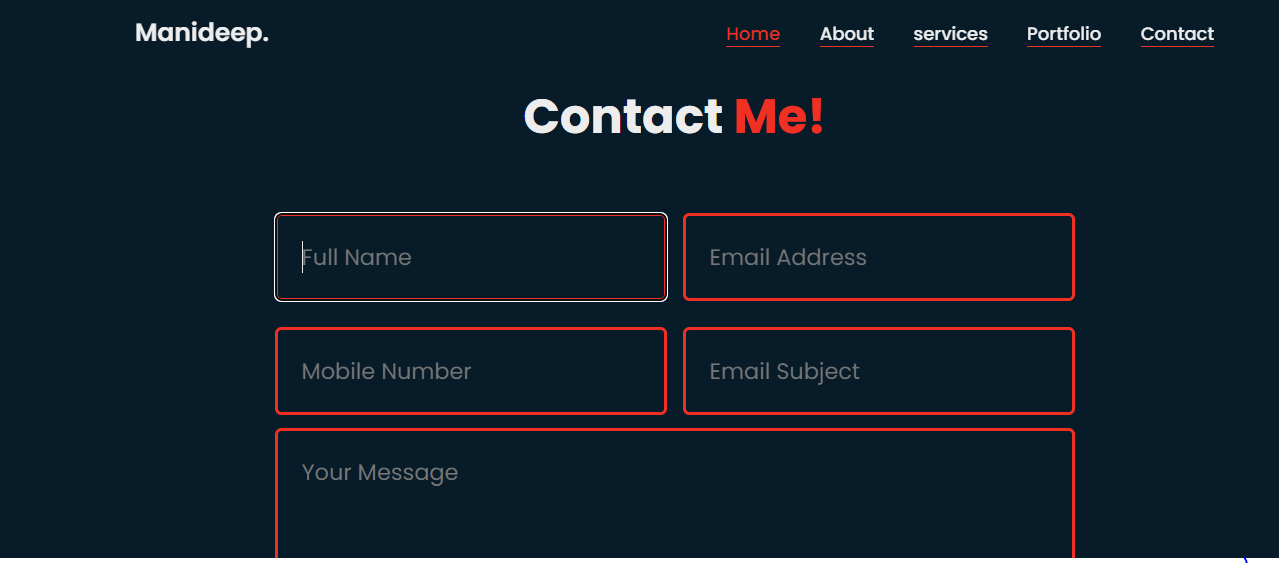 Manideep. Home About services Portfolio Contact
Contact Me!
Full Name Email Address
Mobile Number Email Subject
Your Message